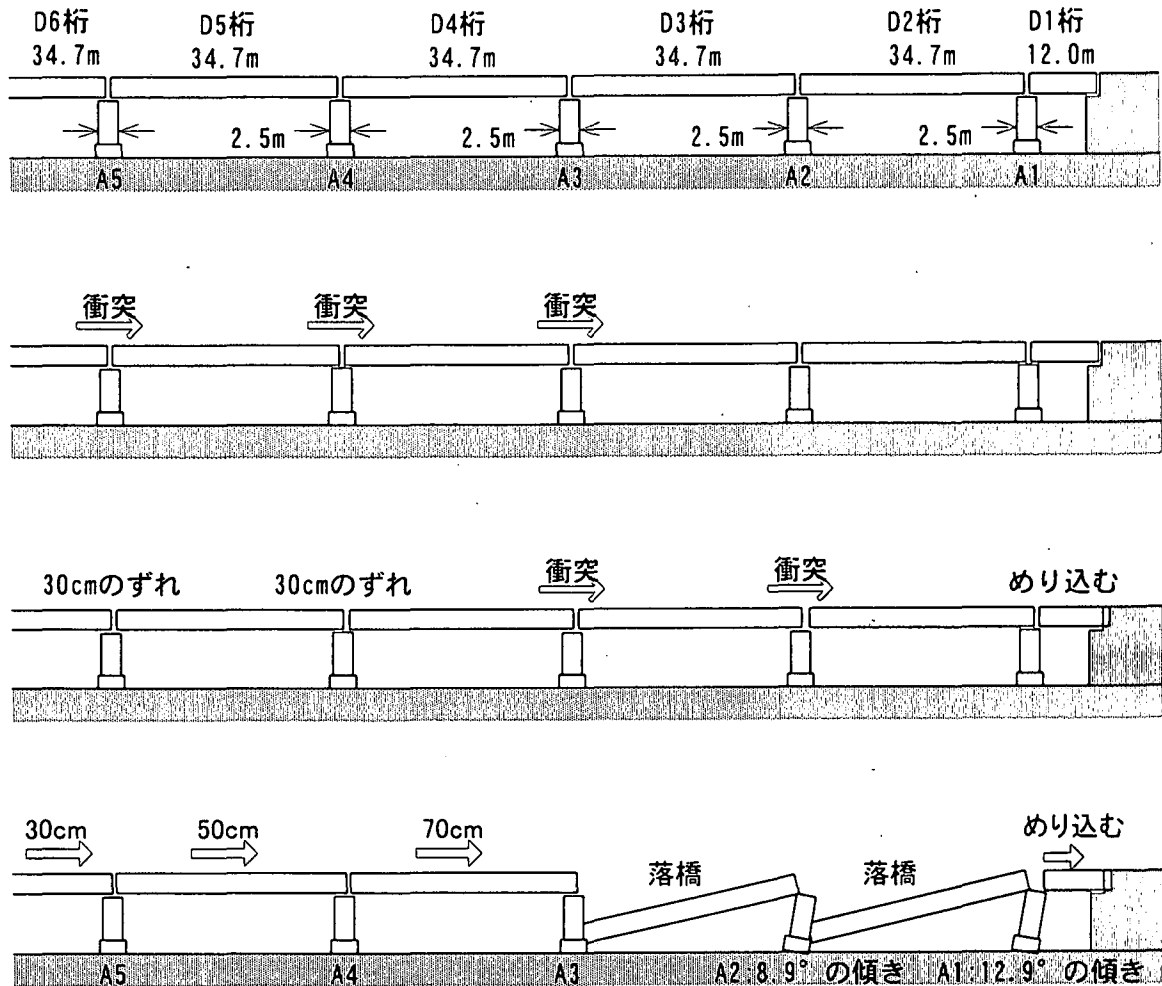 D6桁 D5桁 D4桁 D3桁 D2桁 D1桁
34.7m 34.7m 34.7m 34.7m 34.7m 12.0m
2.5m 2.5m 2.5m 2.5m
A5 A4 A3 A2 A1
衝突 衝突 衝突
30cmのずれ 30cmのずれ 衝突 衝突 めり込む
30cm 50cm 70cm めり込む
落橋 落橋
A5 A4 A3 A2:8.9°の傾き A1:12.9°の傾き